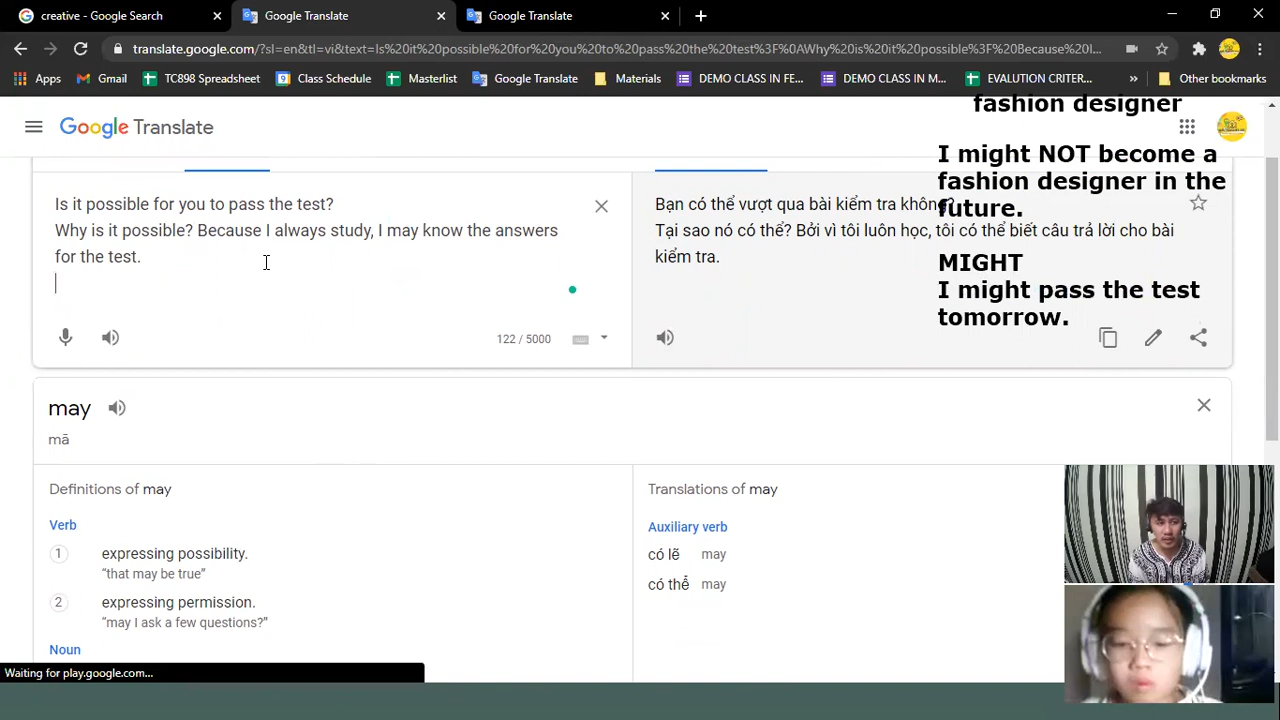 creative - Google Search
Google Translate
Google Translate
translate.google.com/?sl=en&tl=vi&text=Is%20it%20possible%20for%20you%20to%20pass%20the%20test%3F%0AWhy%20is%20it%20possible%3F%20Because%20I...
Apps
Gmail
TC898 Spreadsheet
Class Schedule
Masterlist
Google Translate
Materials
DEMO CLASS IN FE...
DEMO CLASS IN M...
EVALUTION CRITER...
»
Other bookmarks
Google Translate
fashion designer
I might NOT become a
fashion designer in the
future.
MIGHT
I might pass the test
tomorrow.
Is it possible for you to pass the test?
Why is it possible? Because I always study, I may know the answers
for the test.
122 / 5000
Bạn có thể vượt qua bài kiểm tra không?
Tại sao nó có thể? Bởi vì tôi luôn học, tôi có thể biết câu trả lời cho bài
kiểm tra.
may
mā
Definitions of may
Verb
1
expressing possibility.
“that may be true”
2
expressing permission.
“may I ask a few questions?”
Noun
Translations of may
Auxiliary verb
có lẽ may
có thể may
Waiting for play.google.com...